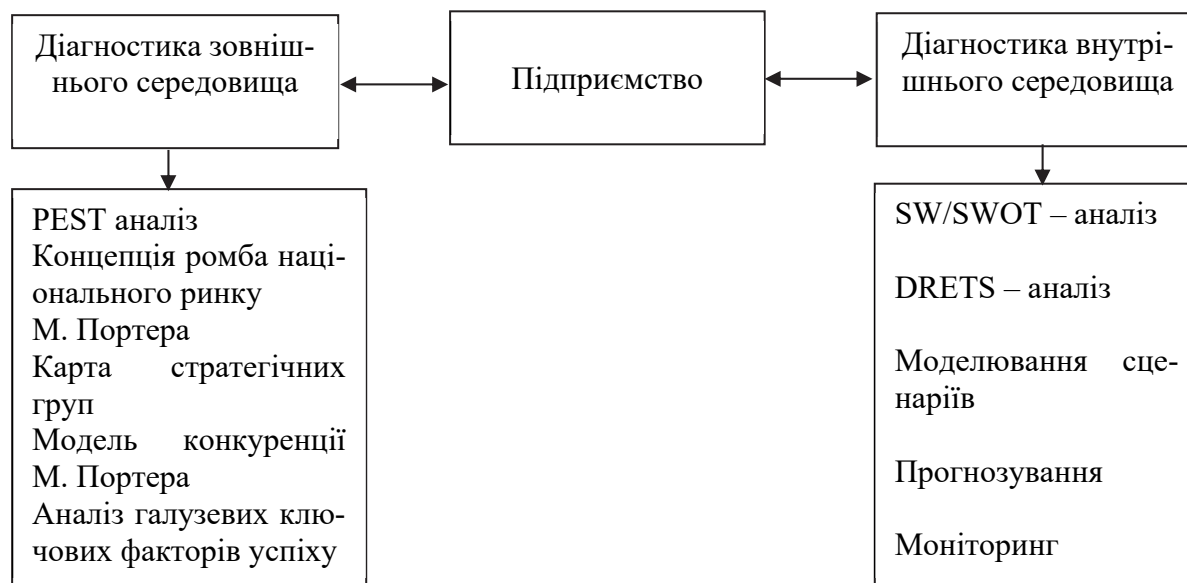 Діагностика зовніш-
нього середовища
Підприємство
Діагностика внутрі-
шнього середовища
PEST аналіз
Концепція ромба наці-
онального ринку
М. Портера
Карта стратегічних
груп
Модель конкуренції
М. Портера
Аналіз галузевих клю-
чових факторів успіху
SW/SWOT – аналіз
DRETS – аналіз
Моделювання сце-
наріїв
Прогнозування
Моніторинг